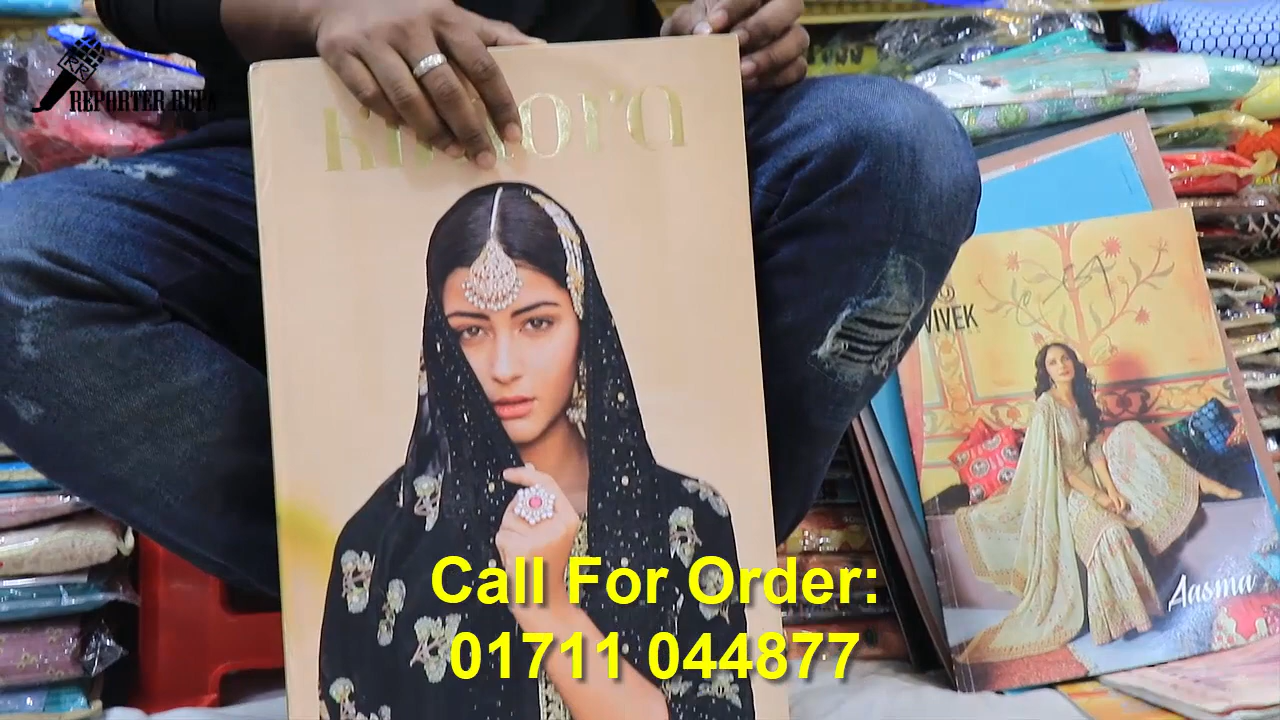 REPORTER RUPA
VIVEK
Aasma
Call For Order:
01711 044877